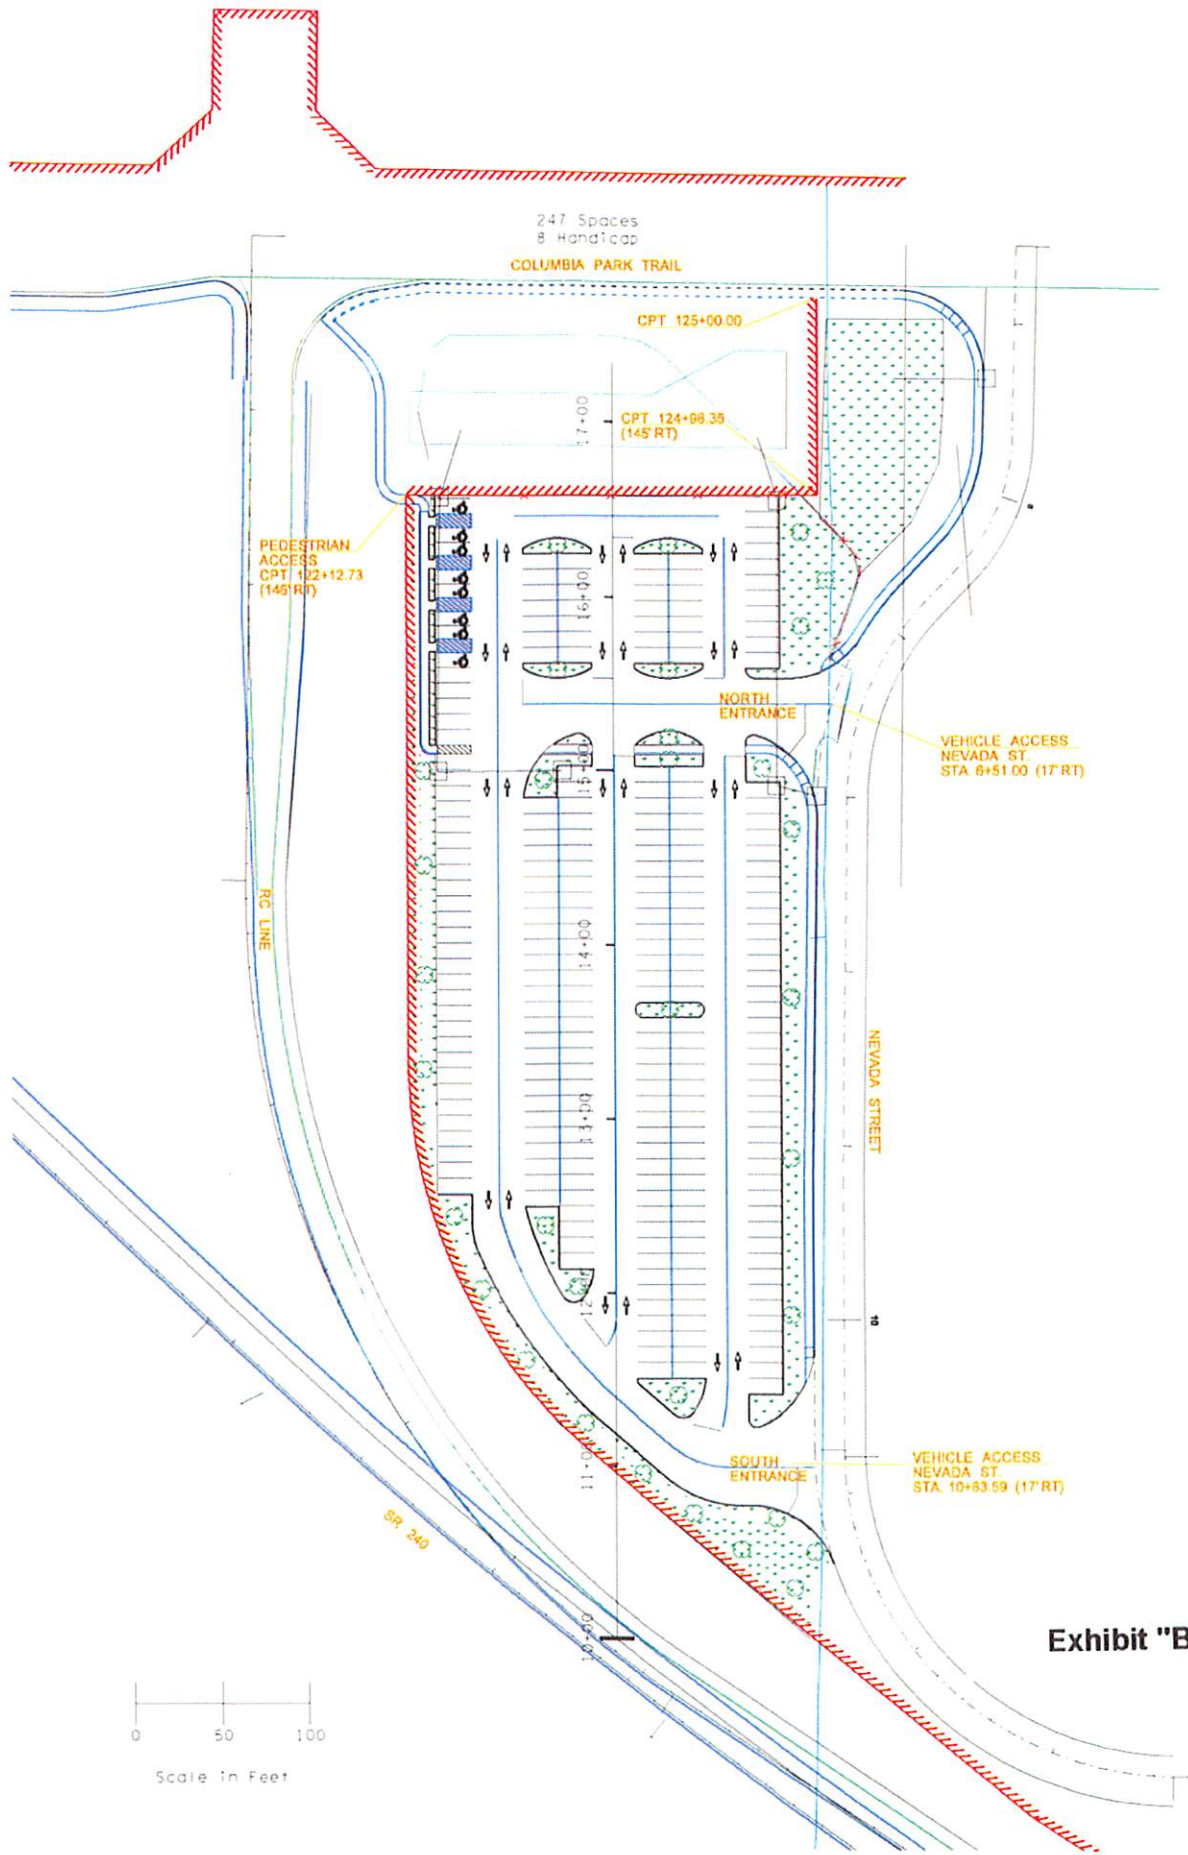 247 Spaces
8 Handicap
COLUMBIA PARK TRAIL
CPT 125+00.00
17+00
CPT 124+98.35
(145' RT)
PEDESTRIAN
ACCESS
CPT 122+12.73
(146' RT)
16+00
NORTH
ENTRANCE
VEHICLE ACCESS
NEVADA ST.
STA. 6+51.00 (17' RT)
15+00
RC LINE
14+00
NEVADA STREET
13+00
10
11+00
SOUTH
ENTRANCE
VEHICLE ACCESS
NEVADA ST.
STA. 10+83.59 (17' RT)
SR 240
10+00
Exhibit "B
0 50 100
Scale in Feet